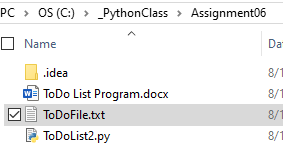 PC > OS (C:) > _PythonClass > Assignment06
Name
.idea 8/1
ToDo List Program.docx 8/1
ToDoFile.txt 8/1
ToDoList2.py 8/1